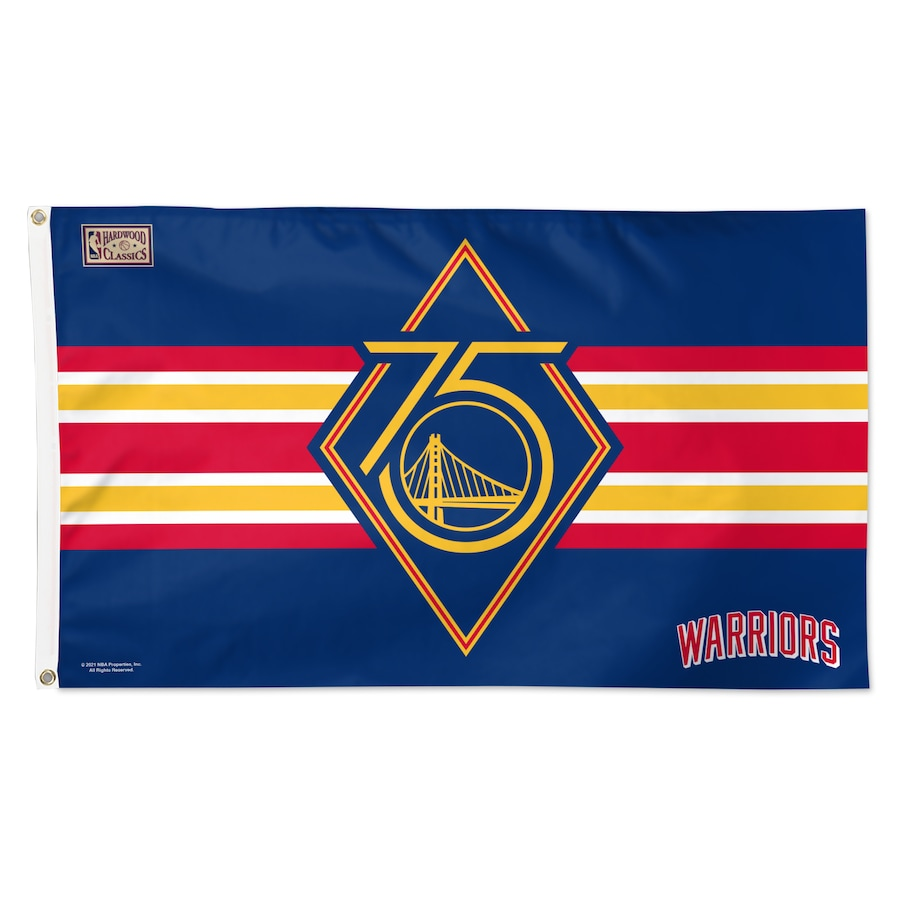 HARDWOOD
CLASSICS
75
WARRIORS
© 2021 NBA Properties, Inc.
All Rights Reserved.